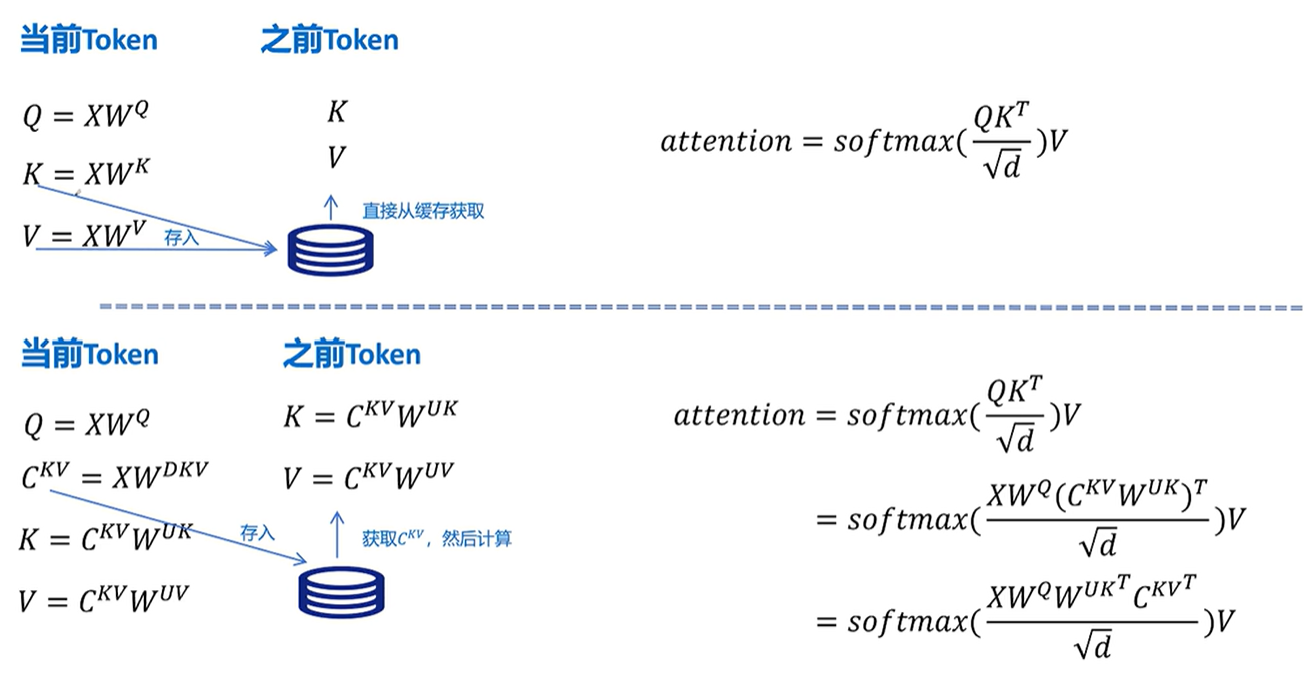 当前Token
之前Token
Q = XW^Q
K
attention = softmax(\frac{QK^T}{\sqrt{d}})V
K = XW^K
V
V = XW^V
存入
直接从缓存获取
当前Token
之前Token
Q = XW^Q
K = C^{KV}W^{UK}
attention = softmax(\frac{QK^T}{\sqrt{d}})V
C^{KV} = XW^{DKV}
V = C^{KV}W^{UV}
= softmax(\frac{XW^Q(C^{KV}W^{UK})^T}{\sqrt{d}})V
K = C^{KV}W^{UK}
存入
获取C^{KV}，然后计算
V = C^{KV}W^{UV}
= softmax(\frac{XW^QW^{UK^T}C^{KV^T}}{\sqrt{d}})V